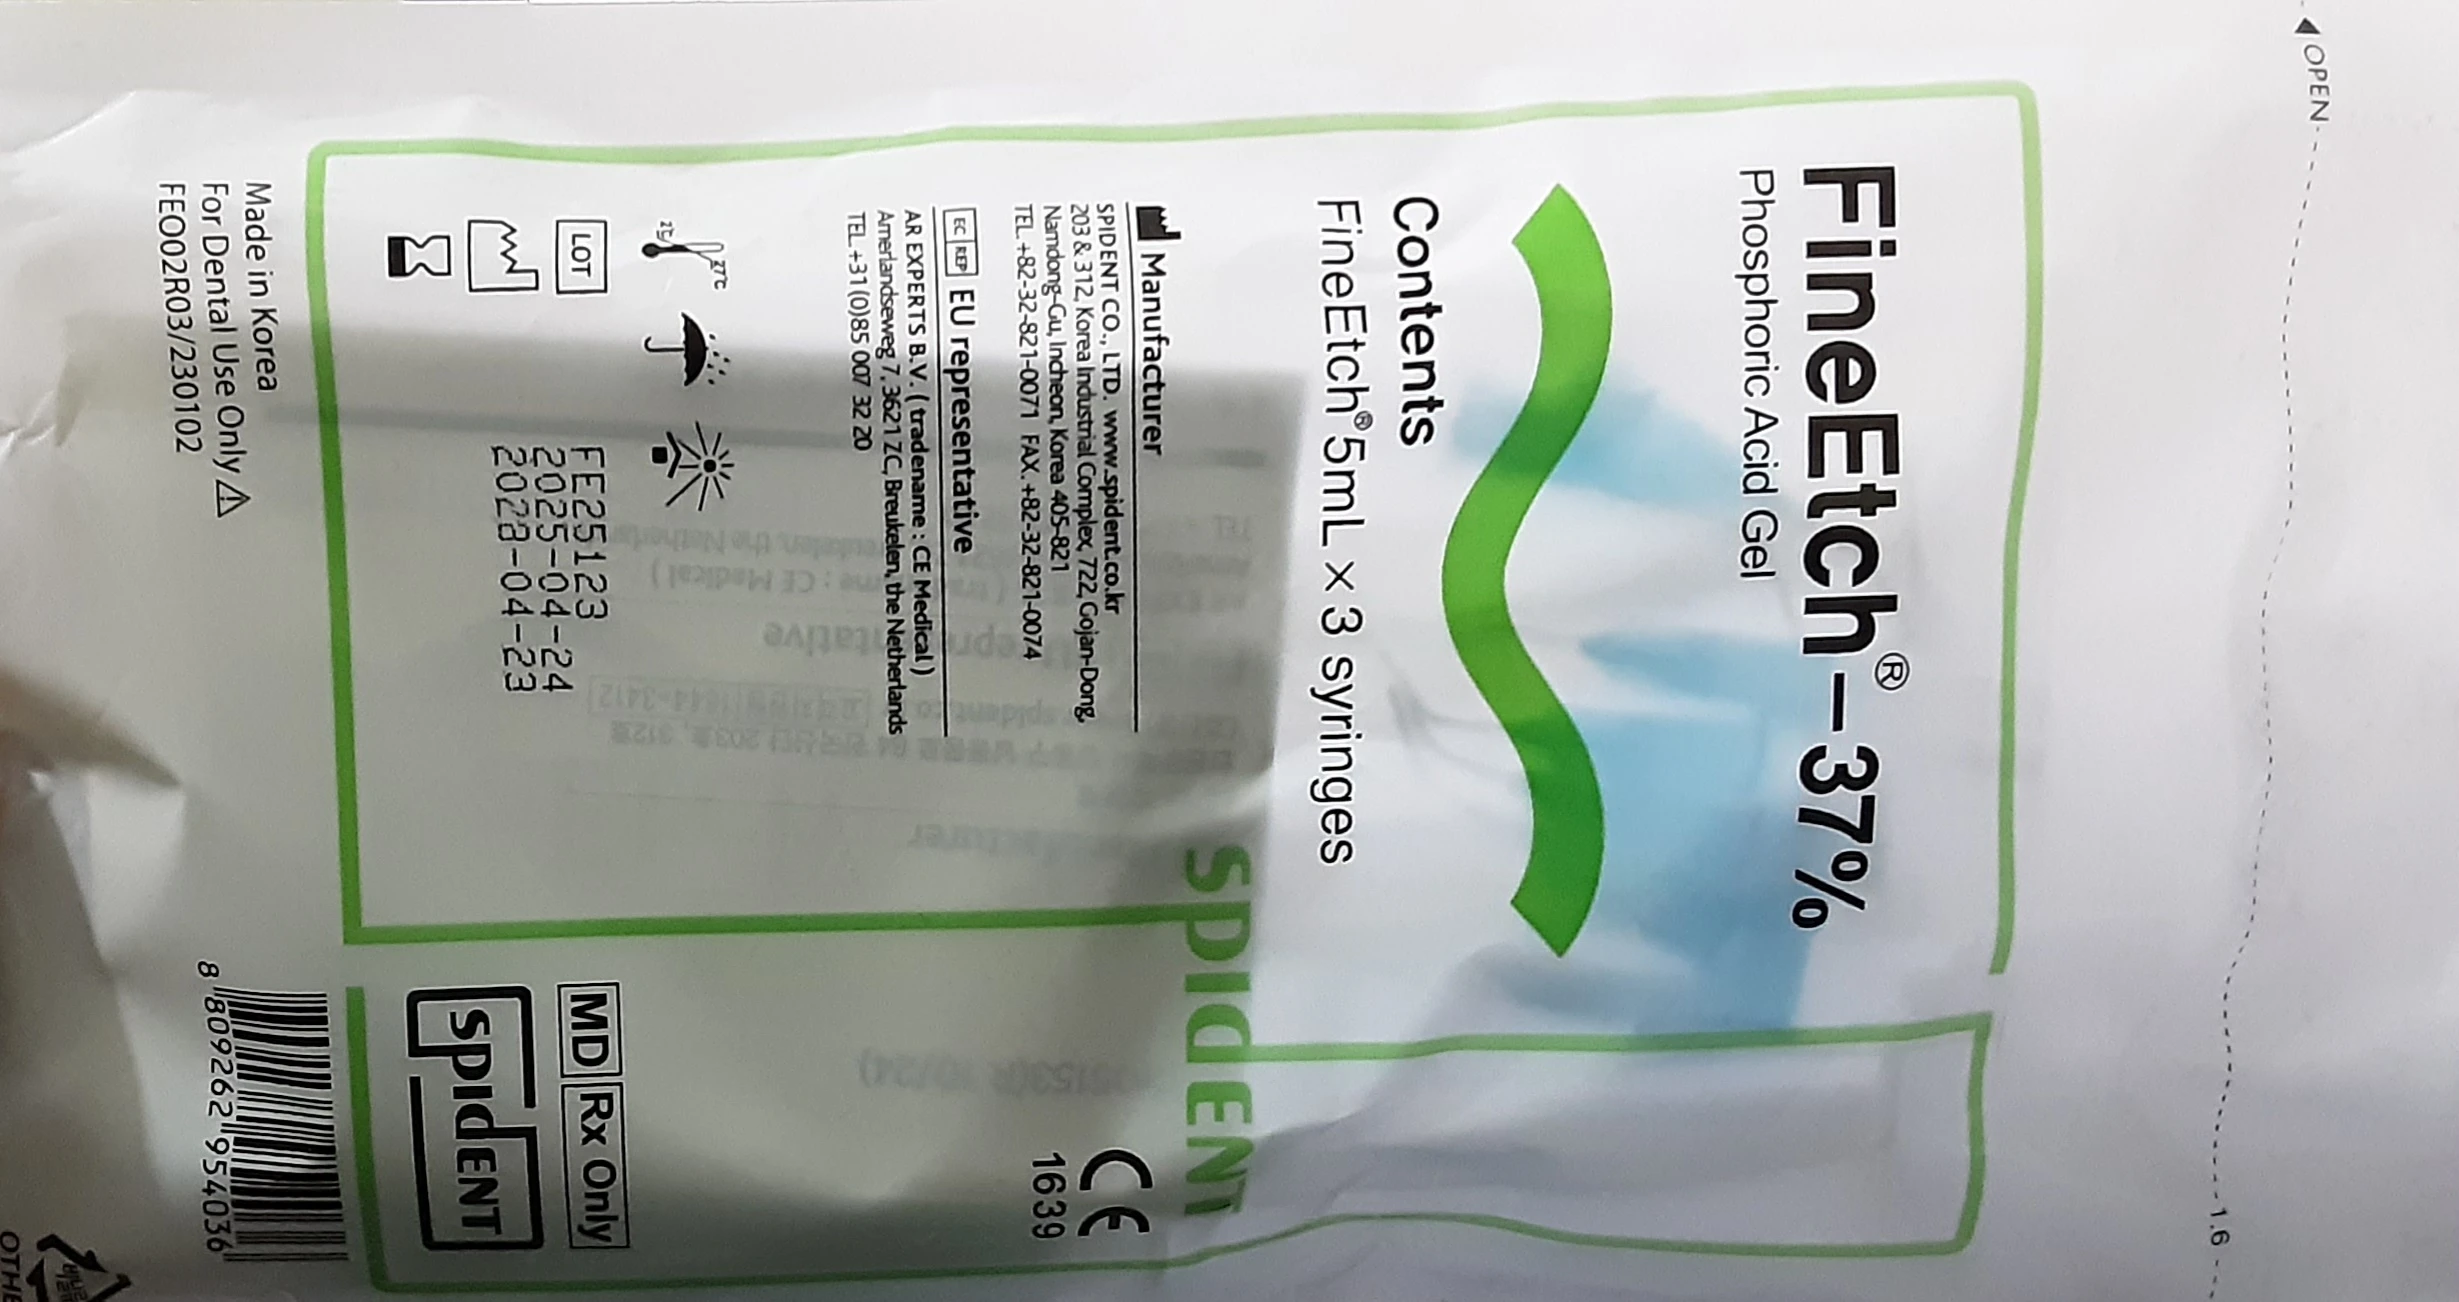 ◀OPEN
1.6
FineEtch®-37%
Phosphoric Acid Gel
Contents
FineEtch® 5mL × 3 syringes
SPIDENT
Manufacturer
SPIDENT CO., LTD. www.spident.co.kr
203 & 312, Korea Industrial Complex, 722, Gojan-Dong,
Namdong-Gu, Incheon, Korea 405-821
TEL. +82-32-821-0071 FAX. +82-32-821-0074
CE
1639
EC REP EU representative
AR EXPERTS B.V. ( tradename : CE Medical )
Amerlandseweg 7, 3621 ZC, Breukelen, the Netherlands
TEL +31 (0)85 007 32 20
2℃ 27℃
LOT FE25123
2025-04-24
2028-04-23
MD Rx Only
SPIDENT
Made in Korea
For Dental Use Only
FEO02R03/230102
8 809262 954036
OTHE